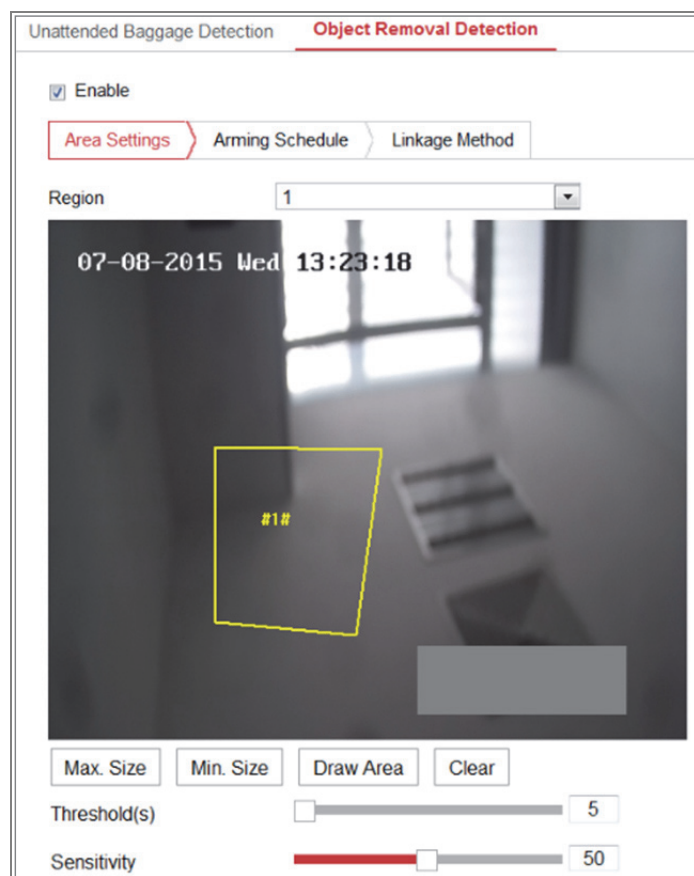 Unattended Baggage Detection Object Removal Detection
Enable
Area Settings Arming Schedule Linkage Method
Region 1
07-08-2015 Wed 13:23:18
#1#
Max. Size Min. Size Draw Area Clear
Threshold(s) 5
Sensitivity 50